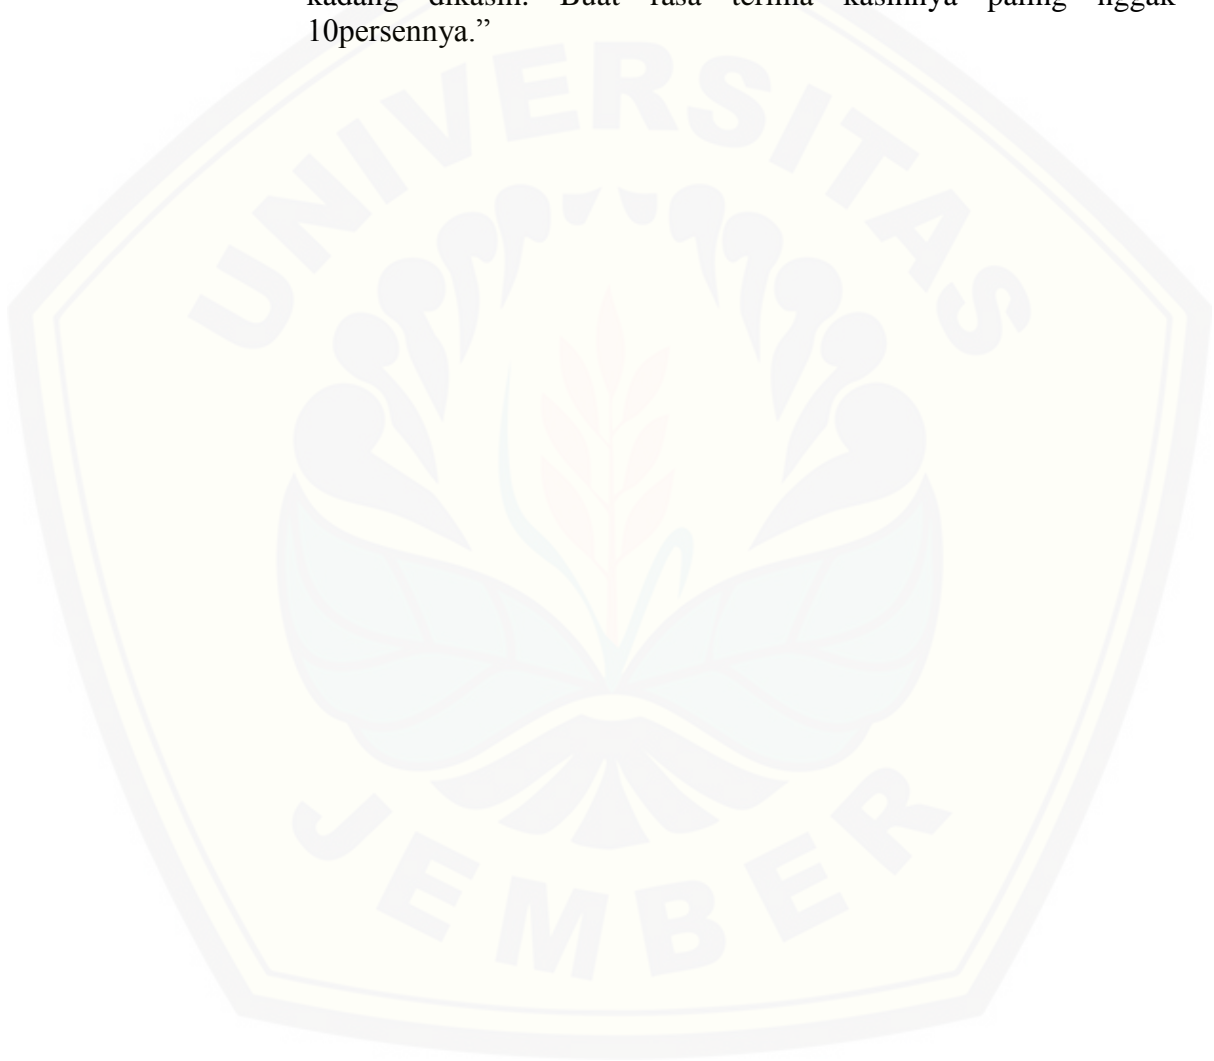 kadang dikasih. Buat rasa terima kasihnya paling nggak
10persennya.”
UNIVERSITAS
JEMBER